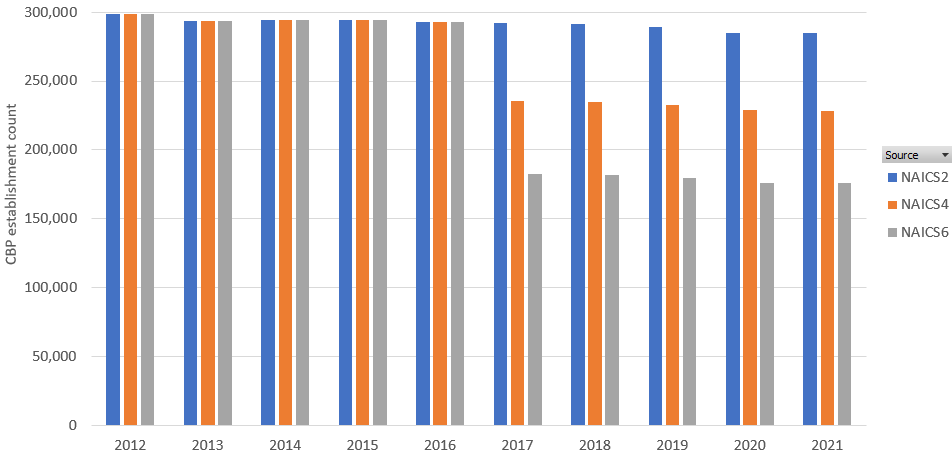 300,000
250,000
200,000
150,000
100,000
50,000
0
CBP establishment count
2012 2013 2014 2015 2016 2017 2018 2019 2020 2021
Source
NAICS2
NAICS4
NAICS6